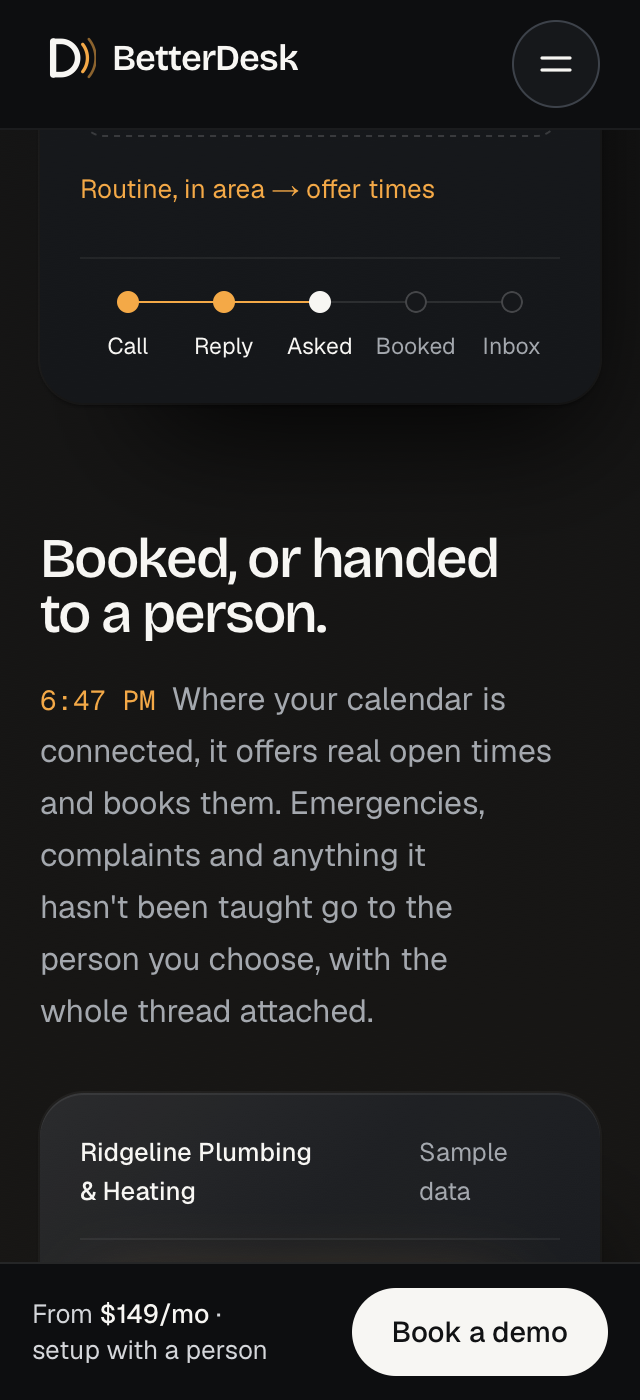 BetterDesk
Routine, in area → offer times
Call Reply Asked Booked Inbox
Booked, or handed
to a person.
6:47 PM Where your calendar is
connected, it offers real open times
and books them. Emergencies,
complaints and anything it
hasn't been taught go to the
person you choose, with the
whole thread attached.
Ridgeline Plumbing
& Heating
Sample
data
From $149/mo ·
setup with a person
Book a demo